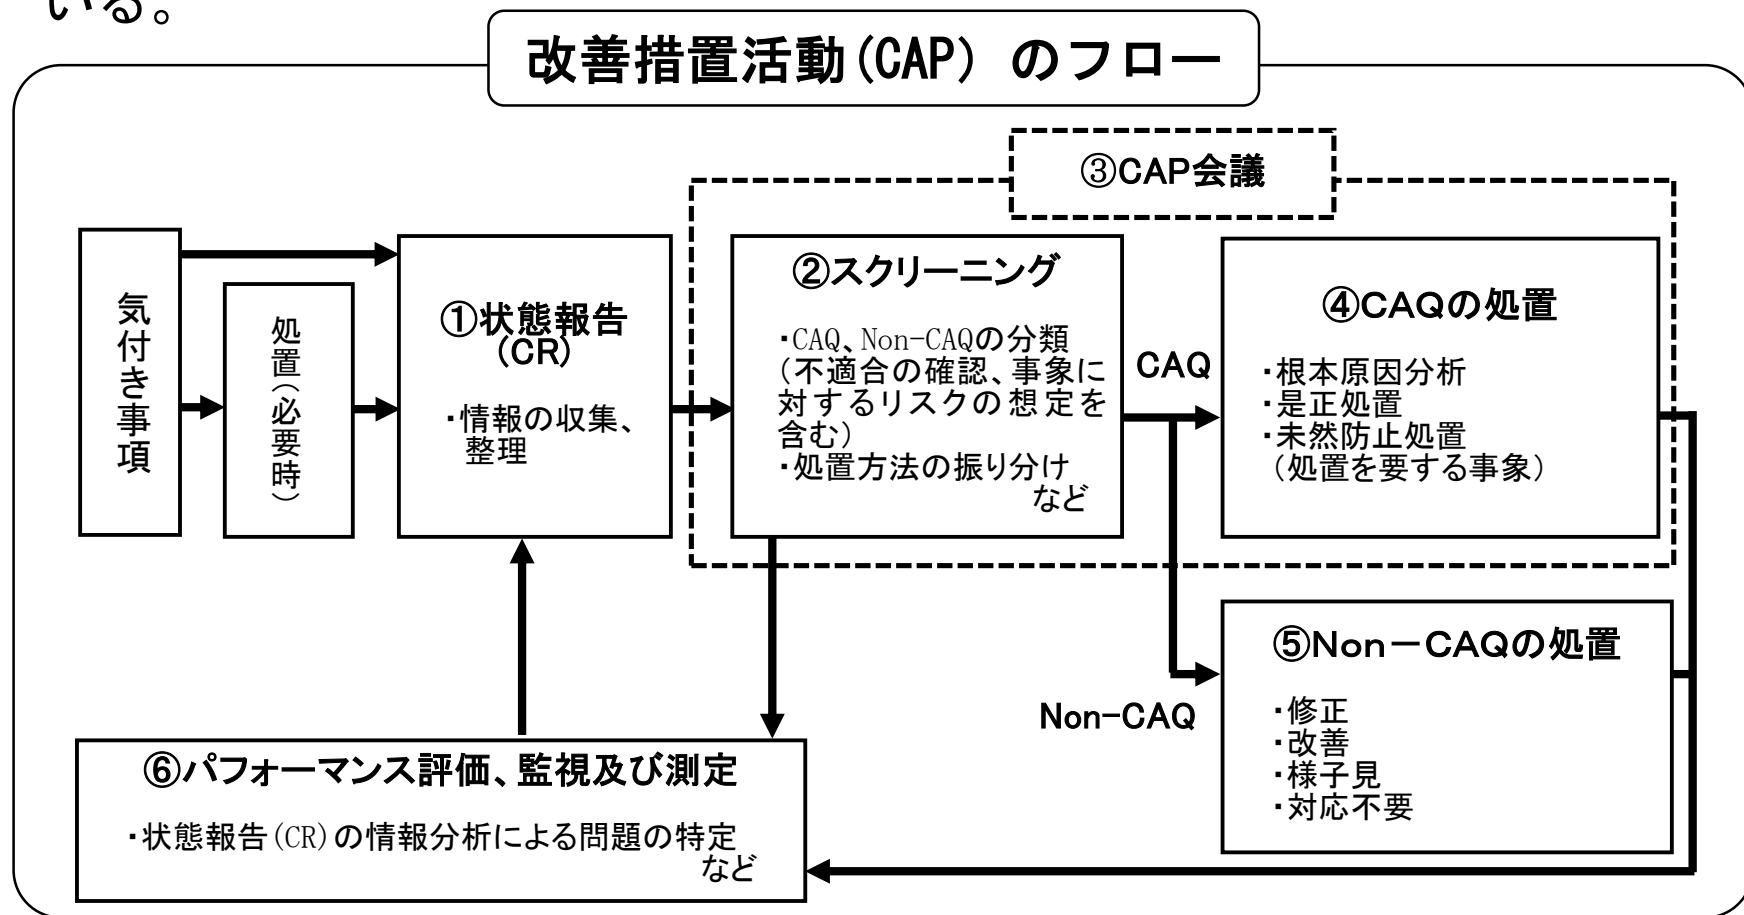 いる。
改善措置活動(CAP) のフロー
③CAP会議
気付き事項
処置(必要時)
①状態報告
(CR)
・情報の収集、
整理
②スクリーニング
・CAQ、Non-CAQの分類
(不適合の確認、事象に
対するリスクの想定を
含む)
・処置方法の振り分け
など
CAQ
④CAQの処置
・根本原因分析
・是正処置
・未然防止処置
(処置を要する事象)
Non-CAQ
⑤Non-CAQの処置
・修正
・改善
・様子見
・対応不要
⑥パフォーマンス評価、監視及び測定
・状態報告(CR)の情報分析による問題の特定
など